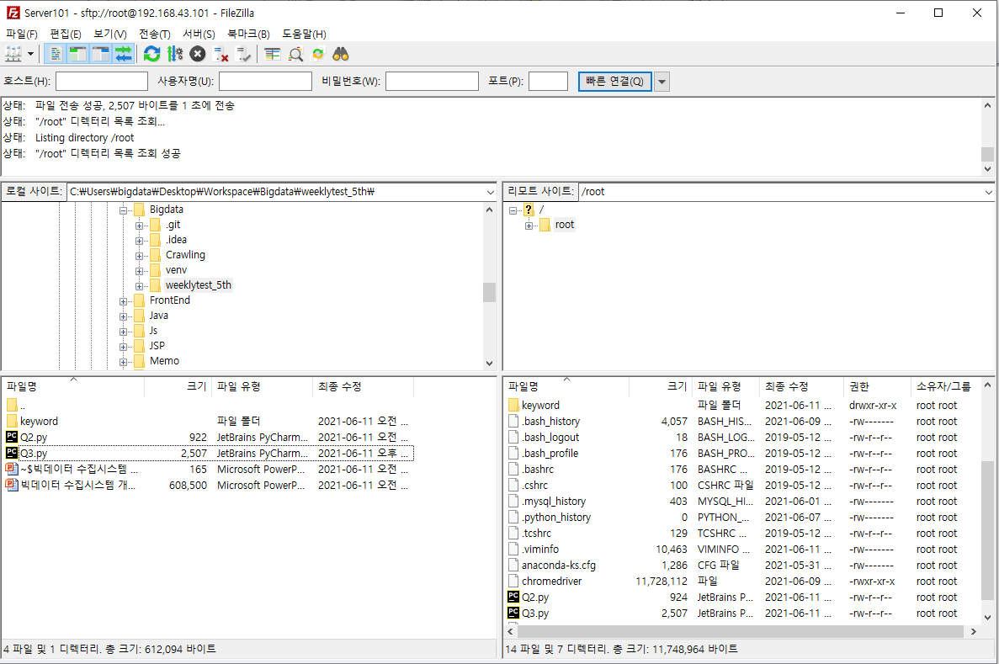 Server101 - sftp://root@192.168.43.101 - FileZilla
파일(F) 편집(E) 보기(V) 전송(T) 서버(S) 북마크(B) 도움말(H)
호스트(H): 사용자명(U): 비밀번호(W): 포트(P): 빠른 연결(Q)
상태: 파일 전송 성공, 2,507 바이트를 1 초에 전송
상태: "/root" 디렉터리 목록 조회...
상태: Listing directory /root
상태: "/root" 디렉터리 목록 조회 성공
로컬 사이트: C:₩Users₩bigdata₩Desktop₩Workspace₩Bigdata₩weeklytest_5th₩
Bigdata
.git
.idea
Crawling
venv
weeklytest_5th
FrontEnd
Java
Js
JSP
Memo
리모트 사이트: /root
/
root
파일명 크기 파일 유형 최종 수정
..
keyword 파일 폴더 2021-06-11 오전 ...
Q2.py 922 JetBrains PyCharm... 2021-06-11 오전 ...
Q3.py 2,507 JetBrains PyCharm... 2021-06-11 오후 ...
~$빅데이터 수집시스템 ... 165 Microsoft PowerP... 2021-06-11 오전 ...
빅데이터 수집시스템 개... 608,500 Microsoft PowerP... 2021-06-11 오전 ...
4 파일 및 1 디렉터리. 총 크기: 612,094 바이트
파일명 크기 파일 유형 최종 수정 권한 소유자/그룹
keyword 파일 폴더 2021-06-11 ... drwxr-xr-x root root
.bash_history 4,057 BASH_HIS... 2021-06-09 ... -rw------- root root
.bash_logout 18 BASH_LOG... 2019-05-12 ... -rw-r--r-- root root
.bash_profile 176 BASH_PRO... 2019-05-12 ... -rw-r--r-- root root
.bashrc 176 BASHRC ... 2019-05-12 ... -rw-r--r-- root root
.cshrc 100 CSHRC 파일 2019-05-12 ... -rw-r--r-- root root
.mysql_history 403 MYSQL_HI... 2021-06-01 ... -rw------- root root
.python_history 0 PYTHON_... 2021-06-07 ... -rw------- root root
.tcshrc 129 TCSHRC ... 2019-05-12 ... -rw-r--r-- root root
.viminfo 10,463 VIMINFO ... 2021-06-11 ... -rw------- root root
anaconda-ks.cfg 1,286 CFG 파일 2021-05-31 ... -rw------- root root
chromedriver 11,728,112 파일 2021-06-09 ... -rwxr-xr-x root root
Q2.py 924 JetBrains P... 2021-06-11 ... -rw-r--r-- root root
Q3.py 2,507 JetBrains P... 2021-06-11 ... -rw-r--r-- root root
14 파일 및 7 디렉터리. 총 크기: 11,748,964 바이트